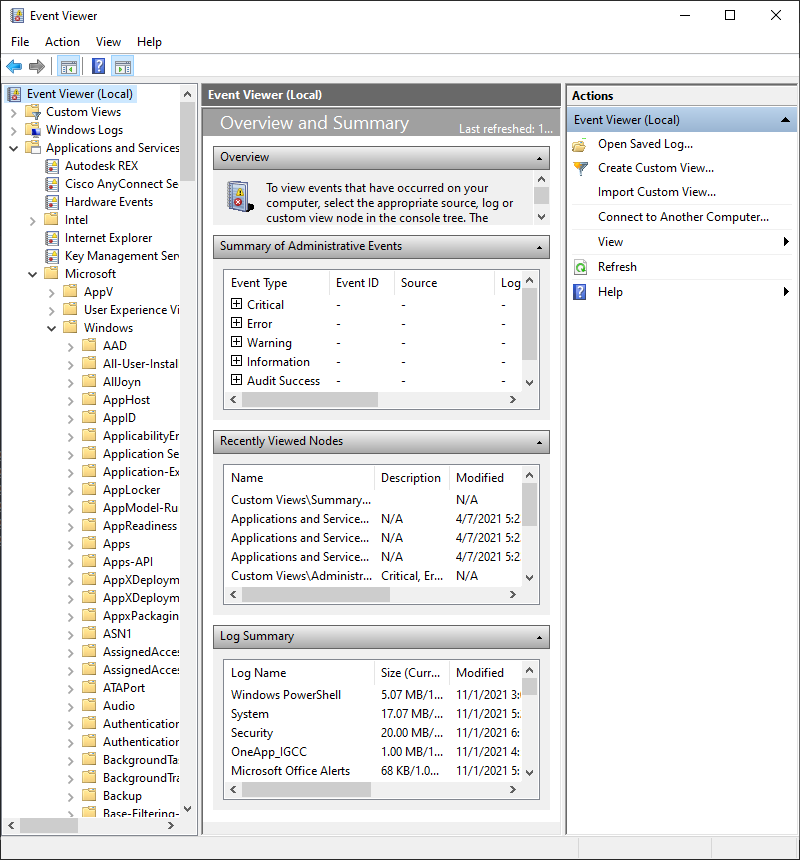 Event Viewer
File Action View Help
Event Viewer (Local)
Custom Views
Windows Logs
Applications and Services
Autodesk REX
Cisco AnyConnect Se
Hardware Events
Intel
Internet Explorer
Key Management Serv
Microsoft
AppV
User Experience Vi
Windows
AAD
All-User-Instal
AllJoyn
AppHost
AppID
ApplicabilityEn
Application Se
Application-Ex
AppLocker
AppModel-Ru
AppReadiness
Apps
Apps-API
AppXDeploym
AppXDeploym
AppxPackagin
ASN1
AssignedAcces
AssignedAcces
ATAPort
Audio
Authentication
Authentication
BackgroundTa
BackgroundTra
Backup
Base-Filtering-
Event Viewer (Local)
Overview and Summary Last refreshed: 1...
Overview
To view events that have occurred on your
computer, select the appropriate source, log or
custom view node in the console tree. The
Summary of Administrative Events
Event Type Event ID Source Log
Critical - - -
Error - - -
Warning - - -
Information - - -
Audit Success - - -
Recently Viewed Nodes
Name Description Modified
Custom Views\Summary... N/A
Applications and Service... N/A 4/7/2021 5:2
Applications and Service... N/A 4/7/2021 5:2
Applications and Service... N/A 4/7/2021 5:2
Custom Views\Administr... Critical, Er... N/A
Log Summary
Log Name Size (Curr... Modified
Windows PowerShell 5.07 MB/1... 11/1/2021 3:
System 17.07 MB/... 11/1/2021 5:
Security 20.00 MB/... 11/1/2021 6:
OneApp_IGCC 1.00 MB/1... 11/1/2021 4:
Microsoft Office Alerts 68 KB/1.0... 11/1/2021 5:
Actions
Event Viewer (Local)
Open Saved Log...
Create Custom View...
Import Custom View...
Connect to Another Computer...
View
Refresh
Help